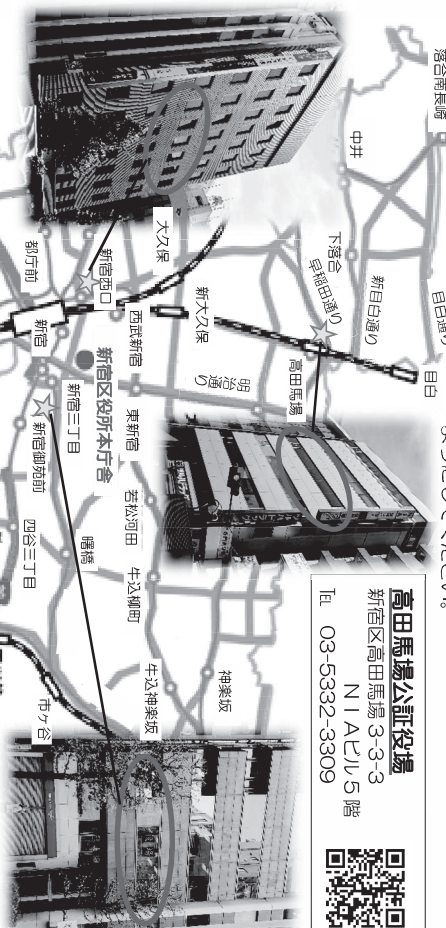 よってください。
高田馬場公証役場
新宿区高田馬場3-3-3
NIAビル5階
℡ 03-5332-3309
目白通り
落合南長崎
目白
新目白通り
中井
下落合
早稲田通り
高田馬場
新大久保
明治通り
大久保
西武新宿
東新宿
若松河田
牛込柳町
牛込神楽坂
神楽坂
新宿西口
新宿区役所本庁舎
都庁前
新宿
新宿三丁目
新宿御苑前
曙橋
四谷三丁目
市ヶ谷